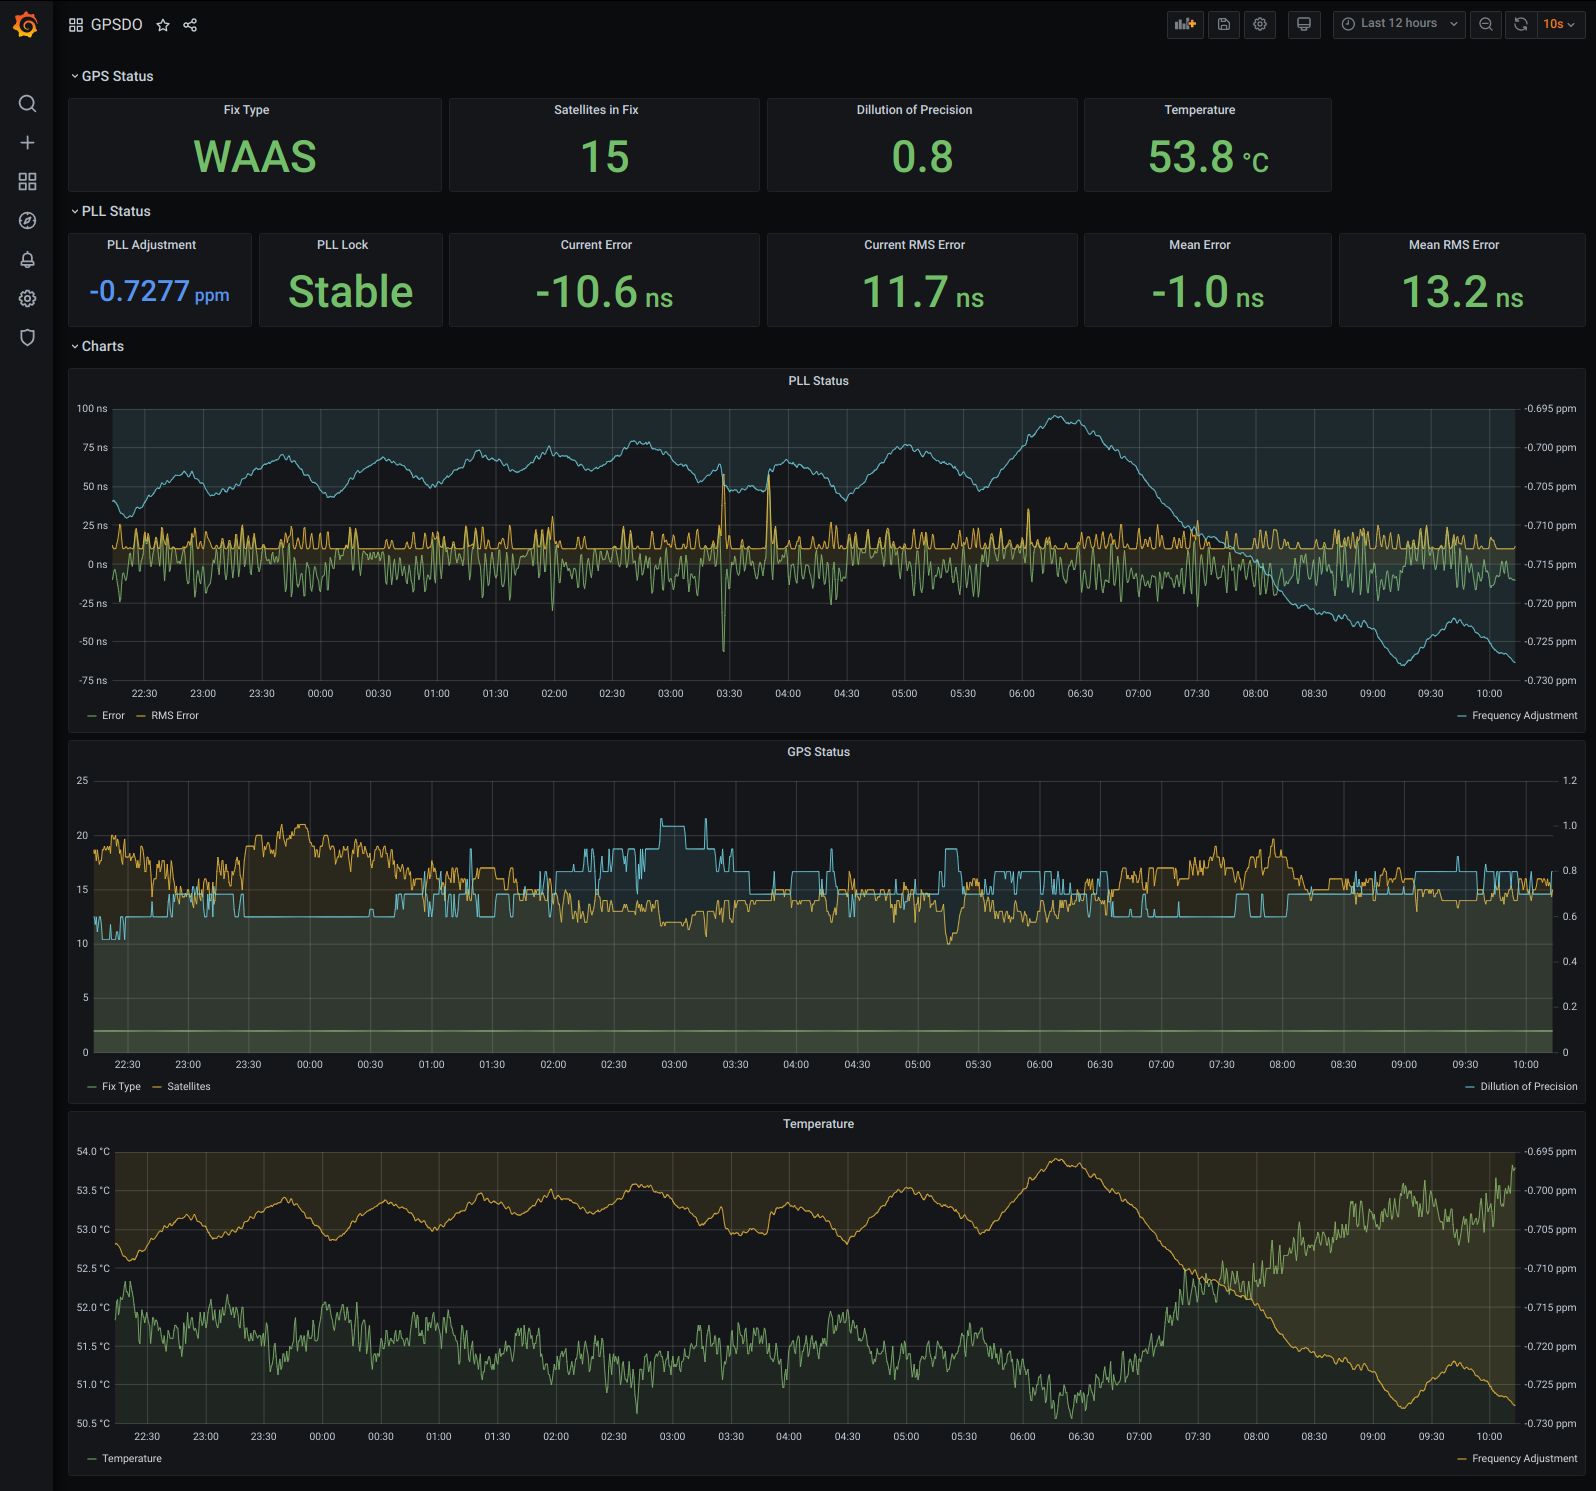 GPSDO
Last 12 hours
10s
GPS Status
Fix Type
WAAS
Satellites in Fix
15
Dillution of Precision
0.8
Temperature
53.8 °C
PLL Status
PLL Adjustment
-0.7277 ppm
PLL Lock
Stable
Current Error
-10.6 ns
Current RMS Error
11.7 ns
Mean Error
-1.0 ns
Mean RMS Error
13.2 ns
Charts
PLL Status
100 ns
75 ns
50 ns
25 ns
0 ns
-25 ns
-50 ns
-75 ns
-0.695 ppm
-0.700 ppm
-0.705 ppm
-0.710 ppm
-0.715 ppm
-0.720 ppm
-0.725 ppm
-0.730 ppm
22:30 23:00 23:30 00:00 00:30 01:00 01:30 02:00 02:30 03:00 03:30 04:00 04:30 05:00 05:30 06:00 06:30 07:00 07:30 08:00 08:30 09:00 09:30 10:00
Error RMS Error Frequency Adjustment
GPS Status
25
20
15
10
5
0
1.2
1.0
0.8
0.6
0.4
0.2
0
22:30 23:00 23:30 00:00 00:30 01:00 01:30 02:00 02:30 03:00 03:30 04:00 04:30 05:00 05:30 06:00 06:30 07:00 07:30 08:00 08:30 09:00 09:30 10:00
Fix Type Satellites Dillution of Precision
Temperature
54.0 °C
53.5 °C
53.0 °C
52.5 °C
52.0 °C
51.5 °C
51.0 °C
50.5 °C
-0.695 ppm
-0.700 ppm
-0.705 ppm
-0.710 ppm
-0.715 ppm
-0.720 ppm
-0.725 ppm
-0.730 ppm
22:30 23:00 23:30 00:00 00:30 01:00 01:30 02:00 02:30 03:00 03:30 04:00 04:30 05:00 05:30 06:00 06:30 07:00 07:30 08:00 08:30 09:00 09:30 10:00
Temperature Frequency Adjustment